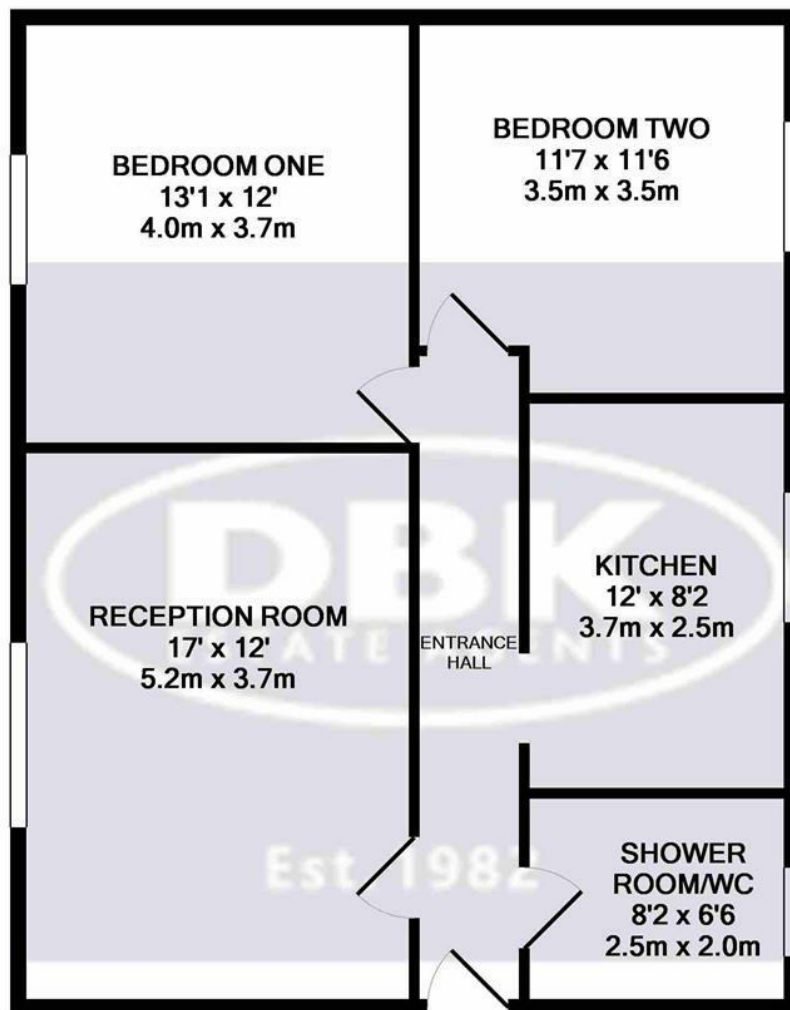 BEDROOM ONE
13'1 x 12'
4.0m x 3.7m
BEDROOM TWO
11'7 x 11'6
3.5m x 3.5m
DBK
ESTATE AGENTS
Est. 1982
RECEPTION ROOM
17' x 12'
5.2m x 3.7m
ENTRANCE
HALL
KITCHEN
12' x 8'2
3.7m x 2.5m
SHOWER
ROOM/WC
8'2 x 6'6
2.5m x 2.0m